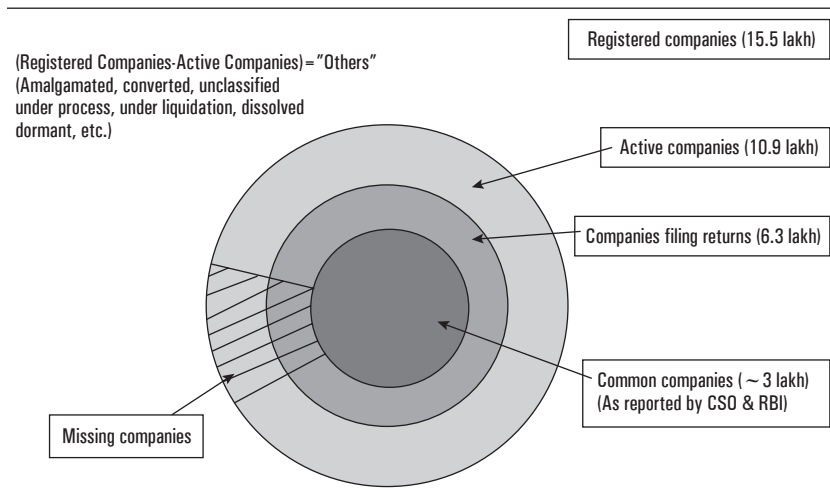 Registered companies (15.5 lakh)
(Registered Companies-Active Companies)="Others"
(Amalgamated, converted, unclassified
under process, under liquidation, dissolved
dormant, etc.)
Active companies (10.9 lakh)
Companies filing returns (6.3 lakh)
Common companies (~3 lakh)
(As reported by CSO & RBI)
Missing companies